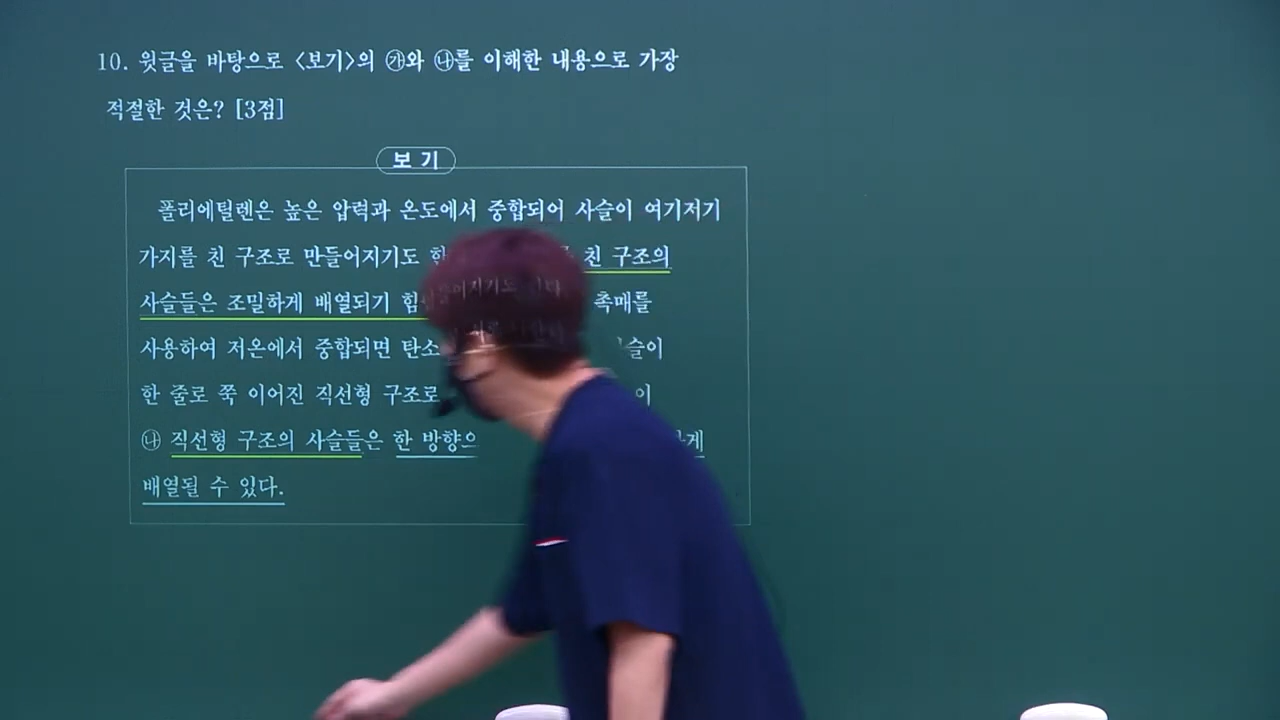 10. 윗글을 바탕으로 <보기>의 ㉮와 ㉯를 이해한 내용으로 가장
적절한 것은? [3점]
보 기
폴리에틸렌은 높은 압력과 온도에서 중합되어 사슬이 여기저기
가지를 친 구조로 만들어지기도 친 구조의
사슬들은 조밀하게 배열되기 촉매를
사용하여 저온에서 중합되면
한 줄로 쭉 이어진 직선형 구조로
㉯ 직선형 구조의 사슬들은 한
배열될 수 있다.